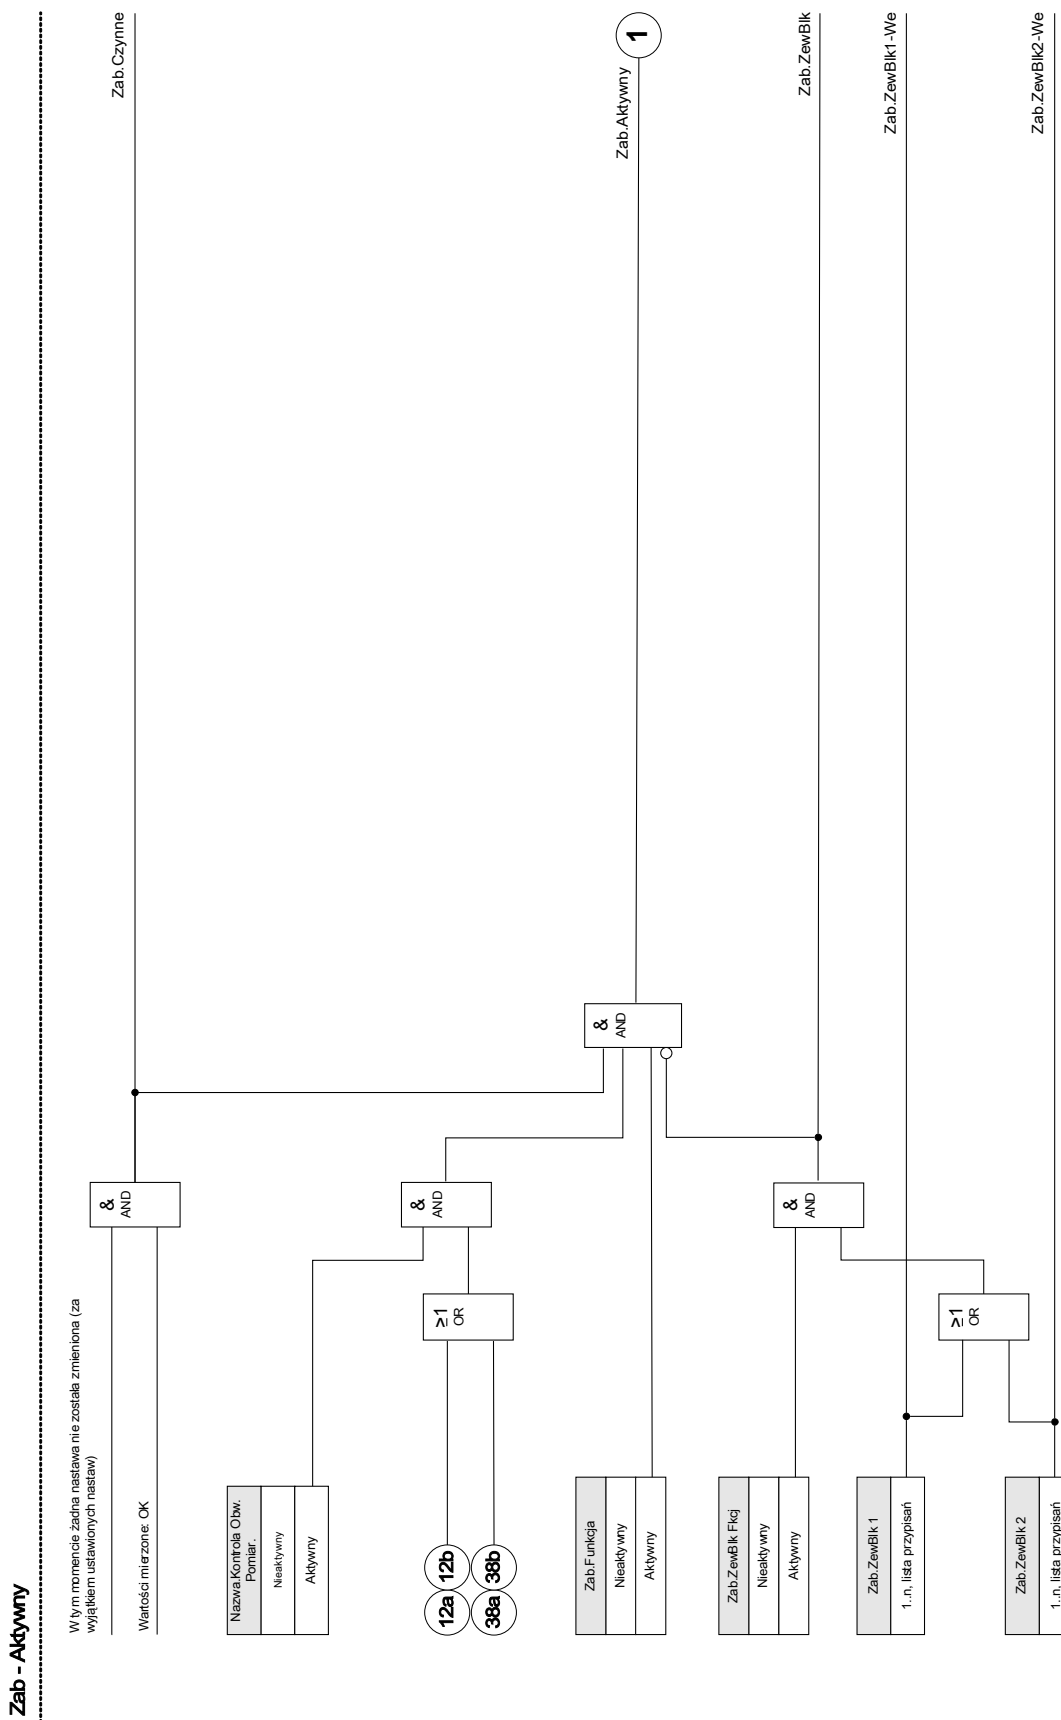 Zab - Aktywny
W tym momencie żadna nastawa nie została zmieniona (za
wyjątkiem ustawionych nastaw)
Wartości mierzone: OK
&
AND
Zab.Czynne
Nazwa.Kontrola Obw.
Pomiar.
Nieaktywny
Aktywny
12a 12b
38a 38b
≥1
OR
&
AND
Zab.Funkcja
Nieaktywny
Aktywny
&
AND
Zab.Aktywny
1
Zab.ZewBlk Fkcj
Nieaktywny
Aktywny
&
AND
Zab.ZewBlk
Zab.ZewBlk 1
1..n, lista przypisań
Zab.ZewBlk1-We
≥1
OR
Zab.ZewBlk 2
1..n, lista przypisań
Zab.ZewBlk2-We